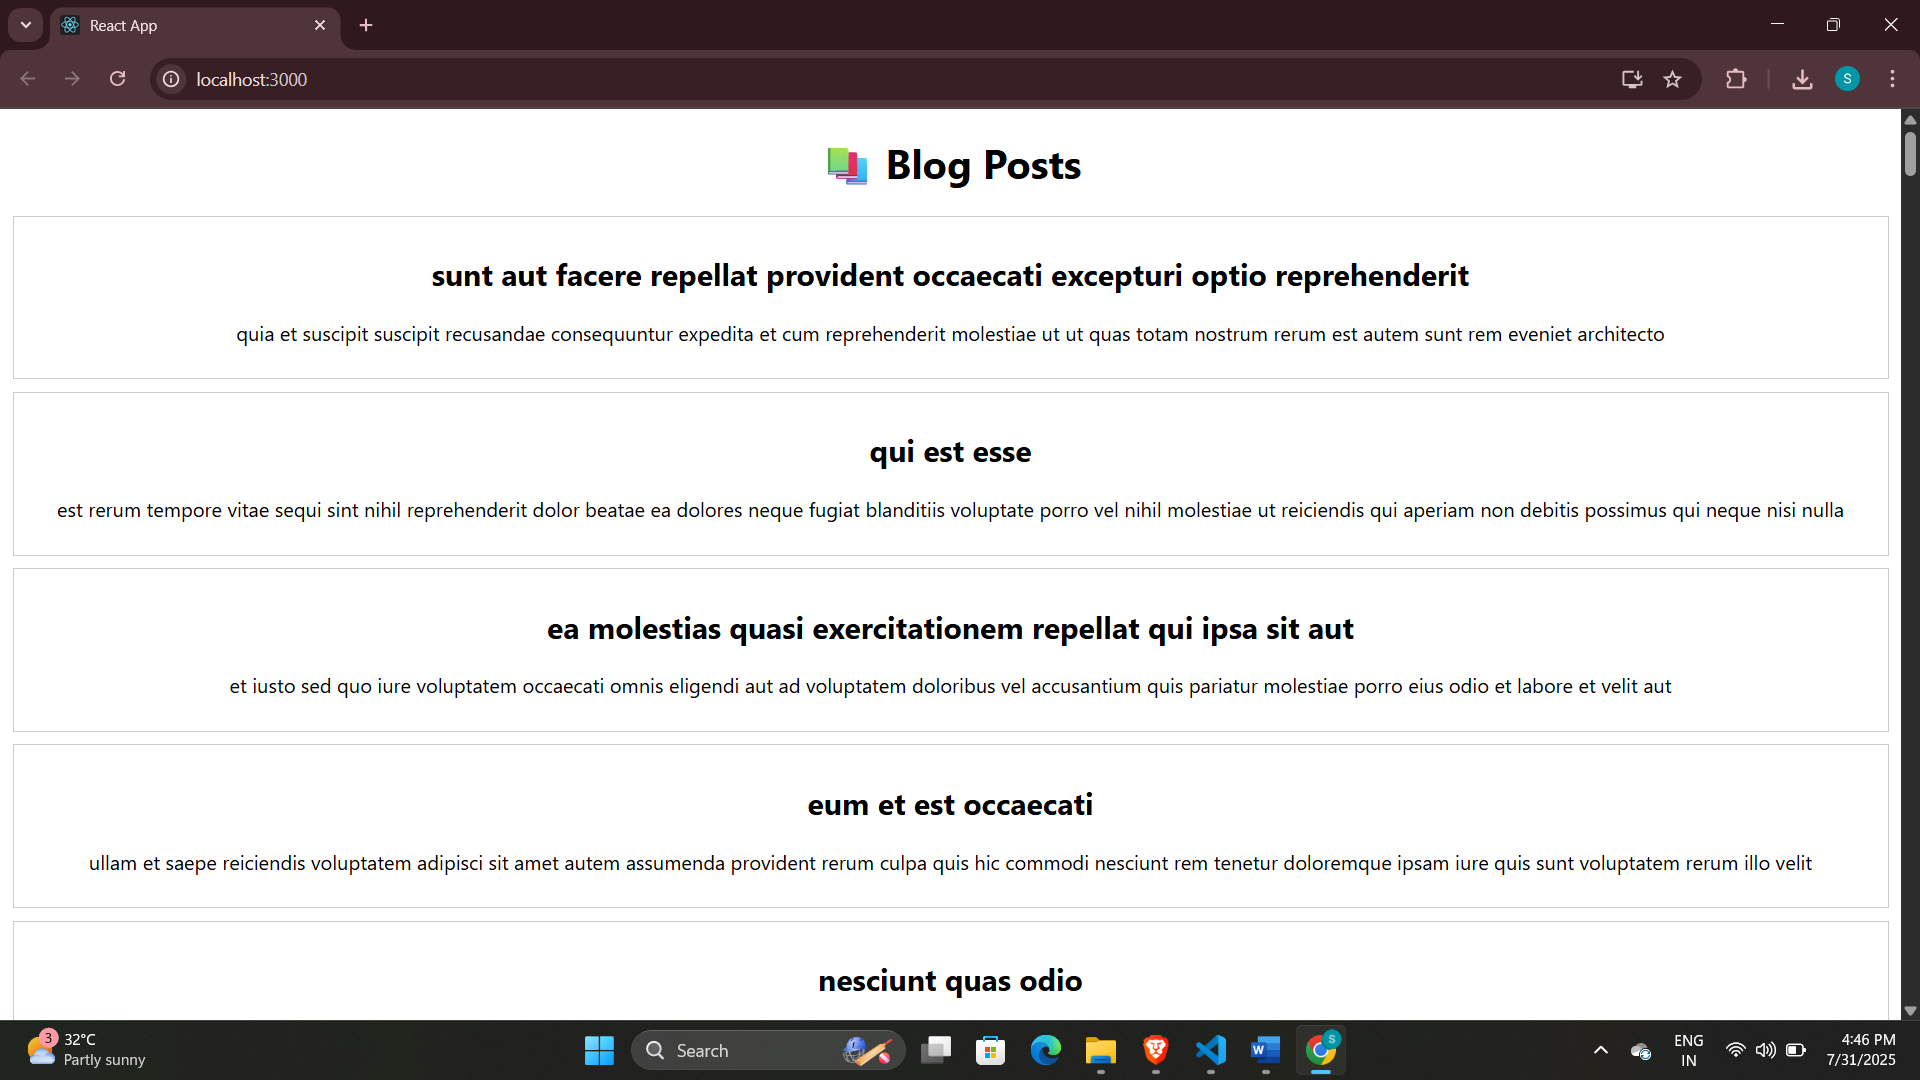 React App
localhost:3000
S
📚 Blog Posts
sunt aut facere repellat provident occaecati excepturi optio reprehenderit
quia et suscipit suscipit recusandae consequuntur expedita et cum reprehenderit molestiae ut ut quas totam nostrum rerum est autem sunt rem eveniet architecto
qui est esse
est rerum tempore vitae sequi sint nihil reprehenderit dolor beatae ea dolores neque fugiat blanditiis voluptate porro vel nihil molestiae ut reiciendis qui aperiam non debitis possimus qui neque nisi nulla
ea molestias quasi exercitationem repellat qui ipsa sit aut
et iusto sed quo iure voluptatem occaecati omnis eligendi aut ad voluptatem doloribus vel accusantium quis pariatur molestiae porro eius odio et labore et velit aut
eum et est occaecati
ullam et saepe reiciendis voluptatem adipisci sit amet autem assumenda provident rerum culpa quis hic commodi nesciunt rem tenetur doloremque ipsam iure quis sunt voluptatem rerum illo velit
nesciunt quas odio
3
32°C
Partly sunny
Search
W
S
ENG
IN
4:46 PM
7/31/2025